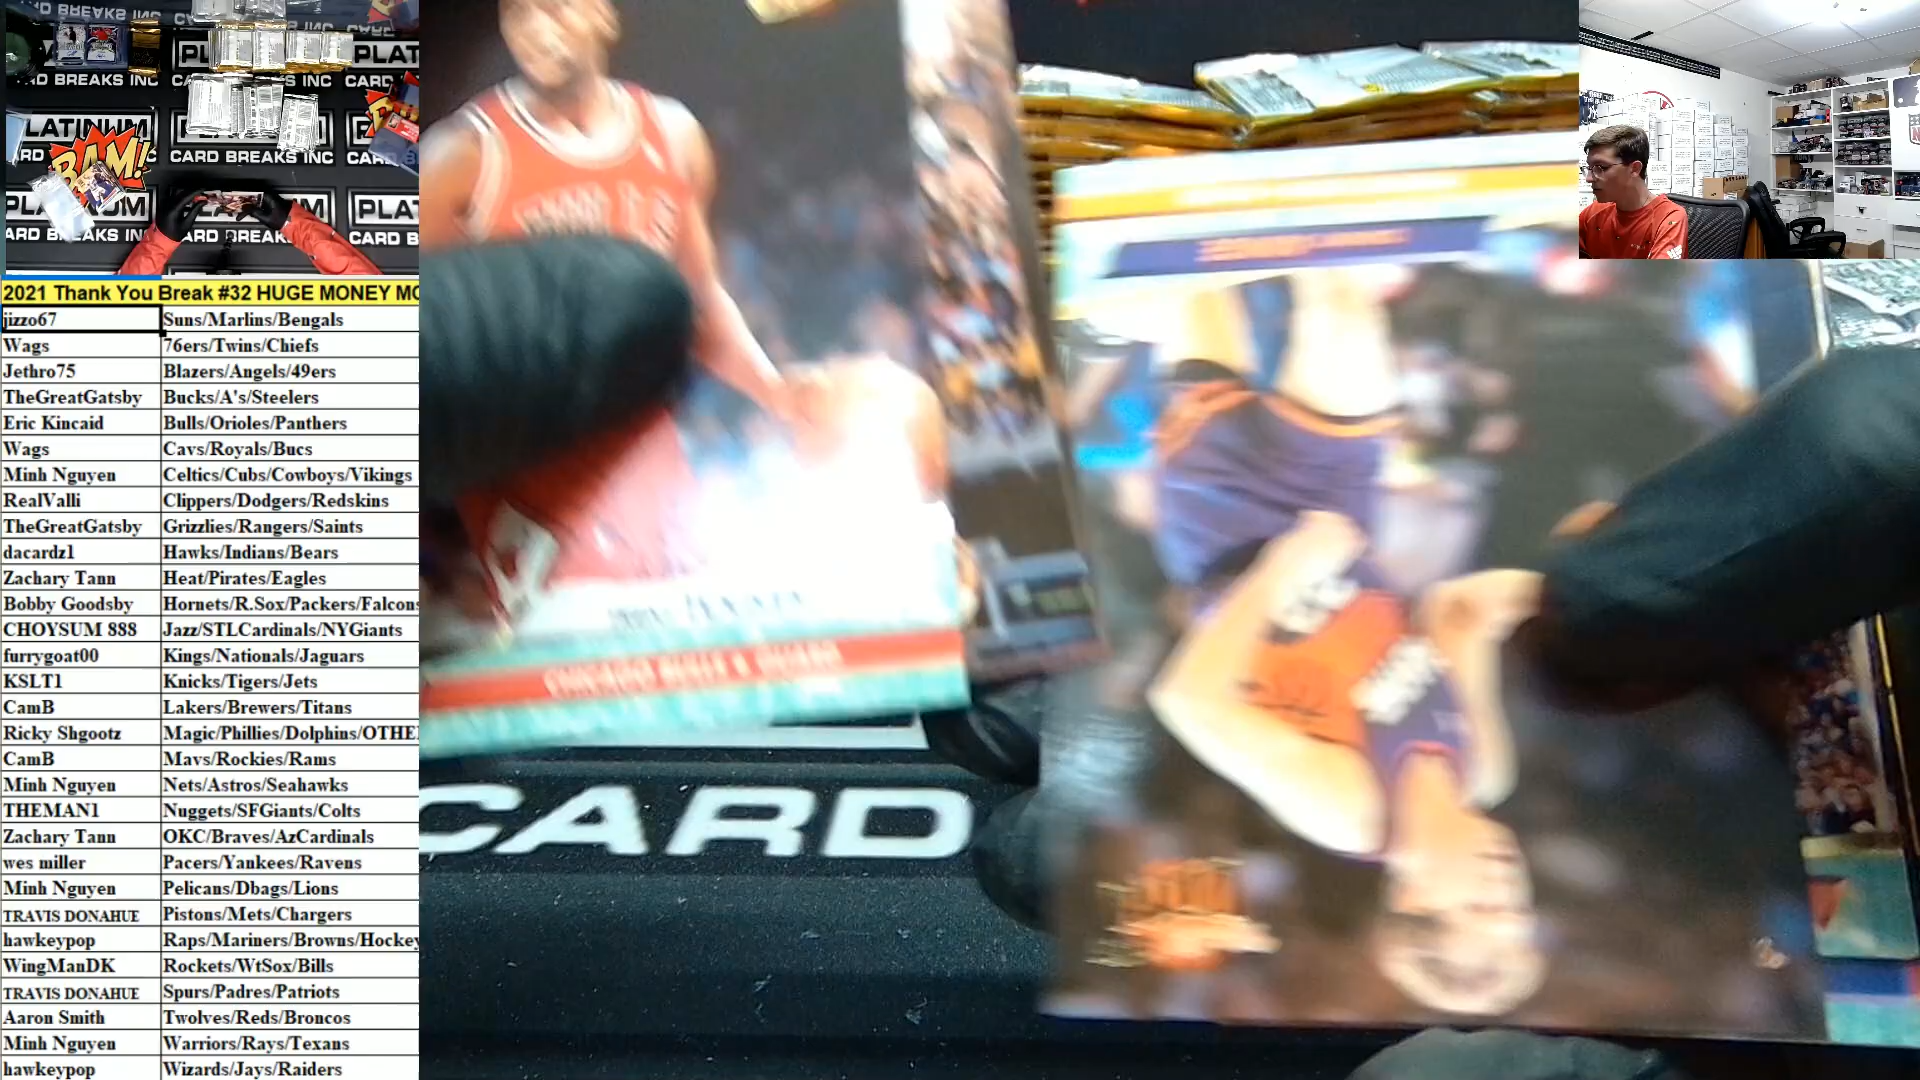 PLATINUM
CARD BREAKS INC
BAM!
2021 Thank You Break #32 HUGE MONEY MO
jizzo67 Suns/Marlins/Bengals
Wags 76ers/Twins/Chiefs
Jethro75 Blazers/Angels/49ers
TheGreatGatsby Bucks/A's/Steelers
Eric Kincaid Bulls/Orioles/Panthers
Wags Cavs/Royals/Bucs
Minh Nguyen Celtics/Cubs/Cowboys/Vikings
RealValli Clippers/Dodgers/Redskins
TheGreatGatsby Grizzlies/Rangers/Saints
dacardz1 Hawks/Indians/Bears
Zachary Tann Heat/Pirates/Eagles
Bobby Goodsby Hornets/R.Sox/Packers/Falcons
CHOYSUM 888 Jazz/STLCardinals/NYGiants
furrygoat00 Kings/Nationals/Jaguars
KSLT1 Knicks/Tigers/Jets
CamB Lakers/Brewers/Titans
Ricky Shgootz Magic/Phillies/Dolphins/OTHE
CamB Mavs/Rockies/Rams
Minh Nguyen Nets/Astros/Seahawks
THEMAN1 Nuggets/SFGiants/Colts
Zachary Tann OKC/Braves/AzCardinals
wes miller Pacers/Yankees/Ravens
Minh Nguyen Pelicans/Dbags/Lions
TRAVIS DONAHUE Pistons/Mets/Chargers
hawkeypop Raps/Mariners/Browns/Hockey
WingManDK Rockets/WtSox/Bills
TRAVIS DONAHUE Spurs/Padres/Patriots
Aaron Smith Twolves/Reds/Broncos
Minh Nguyen Warriors/Rays/Texans
hawkeypop Wizards/Jays/Raiders
CHICAGO BULLS
CARD